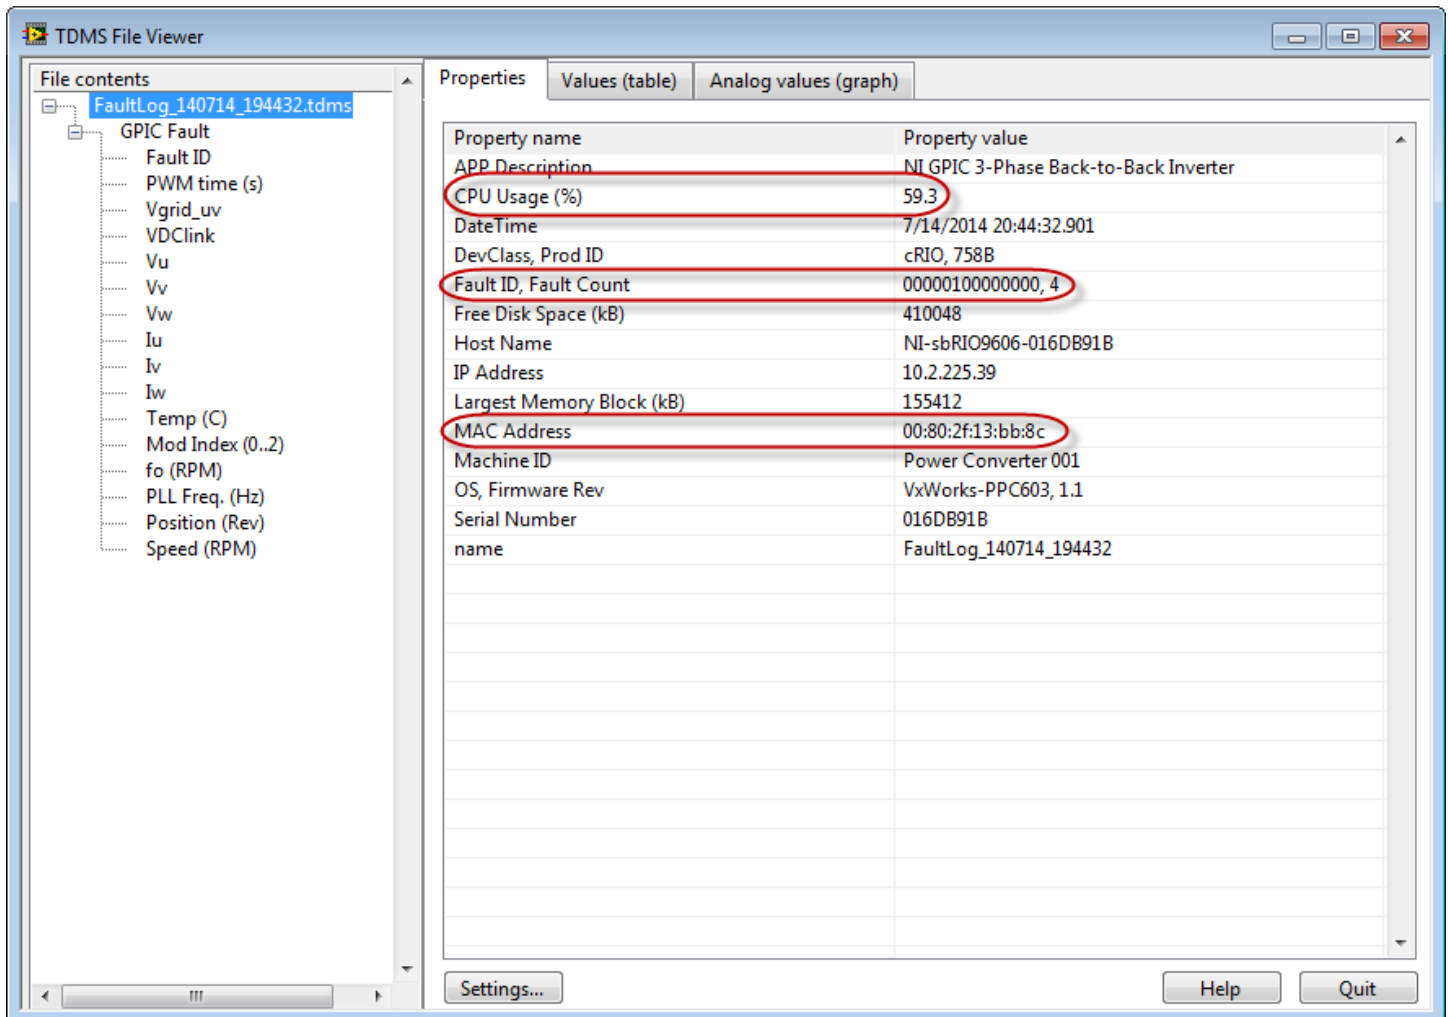 TDMS File Viewer
File contents
FaultLog_140714_194432.tdms
GPIC Fault
Fault ID
PWM time (s)
Vgrid_uv
VDClink
Vu
Vv
Vw
Iu
Iv
Iw
Temp (C)
Mod Index (0..2)
fo (RPM)
PLL Freq. (Hz)
Position (Rev)
Speed (RPM)
Properties Values (table) Analog values (graph)
Property name Property value
APP Description NI GPIC 3-Phase Back-to-Back Inverter
CPU Usage (%) 59.3
DateTime 7/14/2014 20:44:32.901
DevClass, Prod ID cRIO, 758B
Fault ID, Fault Count 00000100000000, 4
Free Disk Space (kB) 410048
Host Name NI-sbRIO9606-016DB91B
IP Address 10.2.225.39
Largest Memory Block (kB) 155412
MAC Address 00:80:2f:13:bb:8c
Machine ID Power Converter 001
OS, Firmware Rev VxWorks-PPC603, 1.1
Serial Number 016DB91B
name FaultLog_140714_194432
Settings... Help Quit